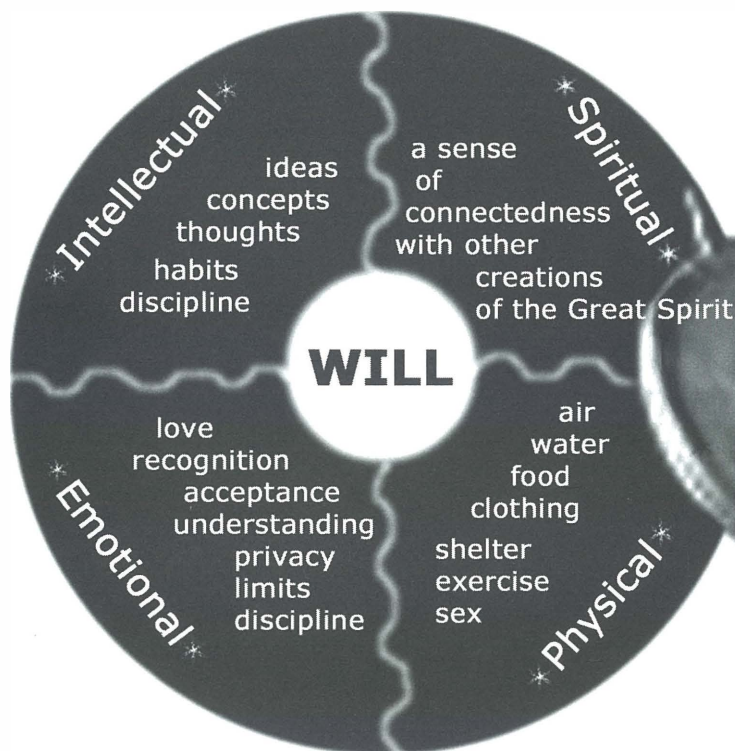 Intellectual
ideas
concepts
thoughts
habits
discipline
Spiritual
a sense
of
connectedness
with other
creations
of the Great Spirit
WILL
Emotional
love
recognition
acceptance
understanding
privacy
limits
discipline
Physical
air
water
food
clothing
shelter
exercise
sex